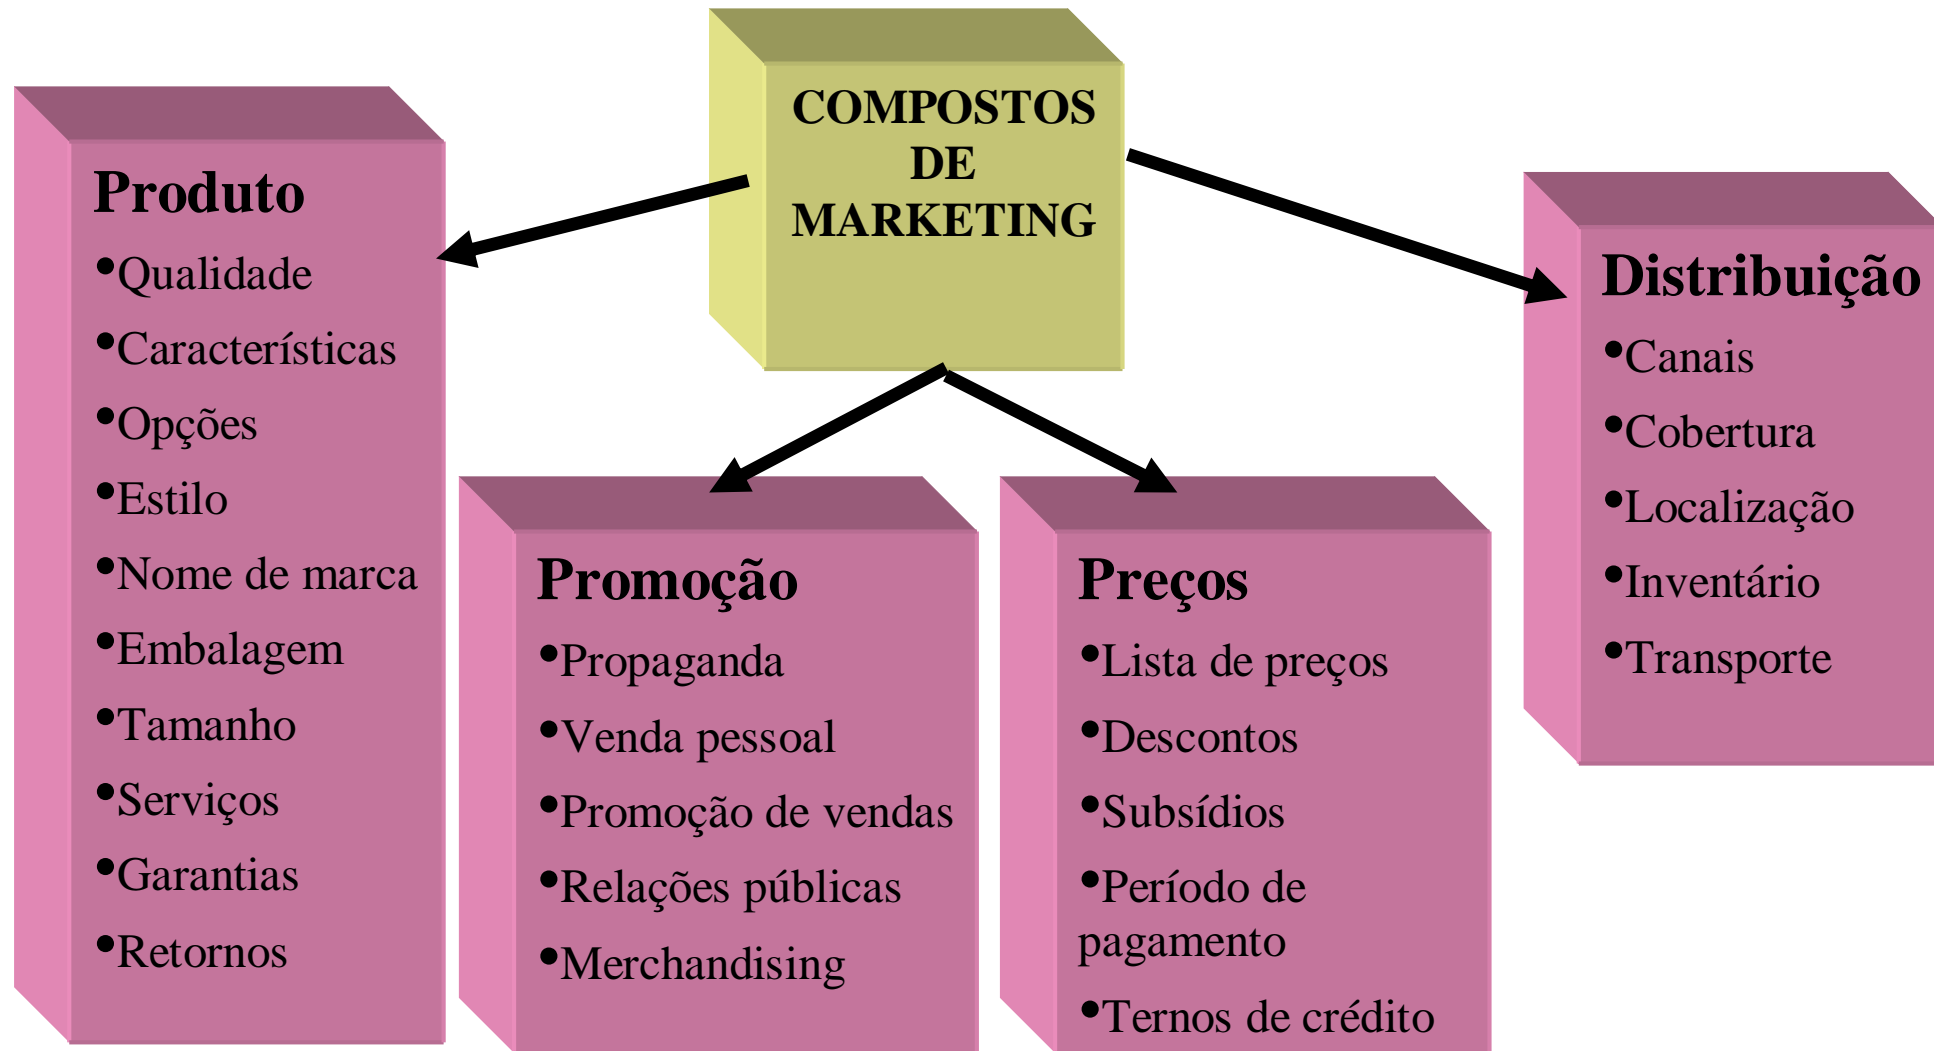 COMPOSTOS
DE
MARKETING
Produto
•Qualidade
•Características
•Opções
•Estilo
•Nome de marca
•Embalagem
•Tamanho
•Serviços
•Garantias
•Retornos
Promoção
•Propaganda
•Venda pessoal
•Promoção de vendas
•Relações públicas
•Merchandising
Preços
•Lista de preços
•Descontos
•Subsídios
•Período de
pagamento
•Ternos de crédito
Distribuição
•Canais
•Cobertura
•Localização
•Inventário
•Transporte